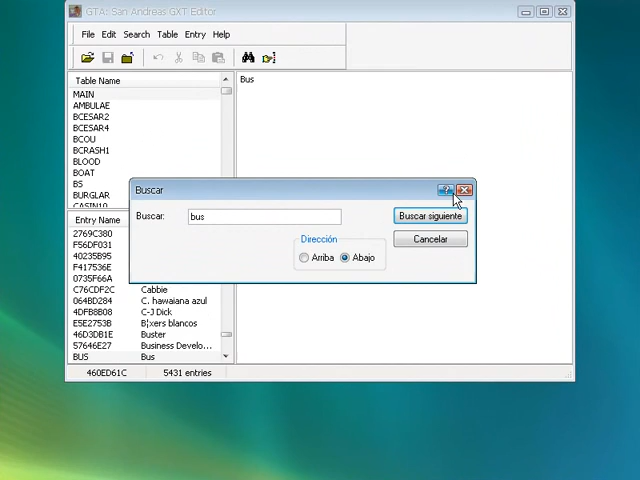 GTA: San Andreas GXT Editor
File Edit Search Table Entry Help
Table Name
MAIN
AMBULAE
BCESAR2
BCESAR4
BCOU
BCRASH1
BLOOD
BOAT
BS
BURGLAR
CASIN10
Bus
Buscar
Buscar: bus
Buscar siguiente
Cancelar
Dirección
Arriba Abajo
Entry Name
2769C380
F56DF031
40235B95
F417536E
0735F66A
C76CDF2C Cabbie
064BD284 C. hawaiana azul
4DFB8B08 C-J Dick
E5E2753B B¦xers blancos
46D3DB1E Buster
57646E27 Business Develo...
BUS Bus
460ED61C 5431 entries